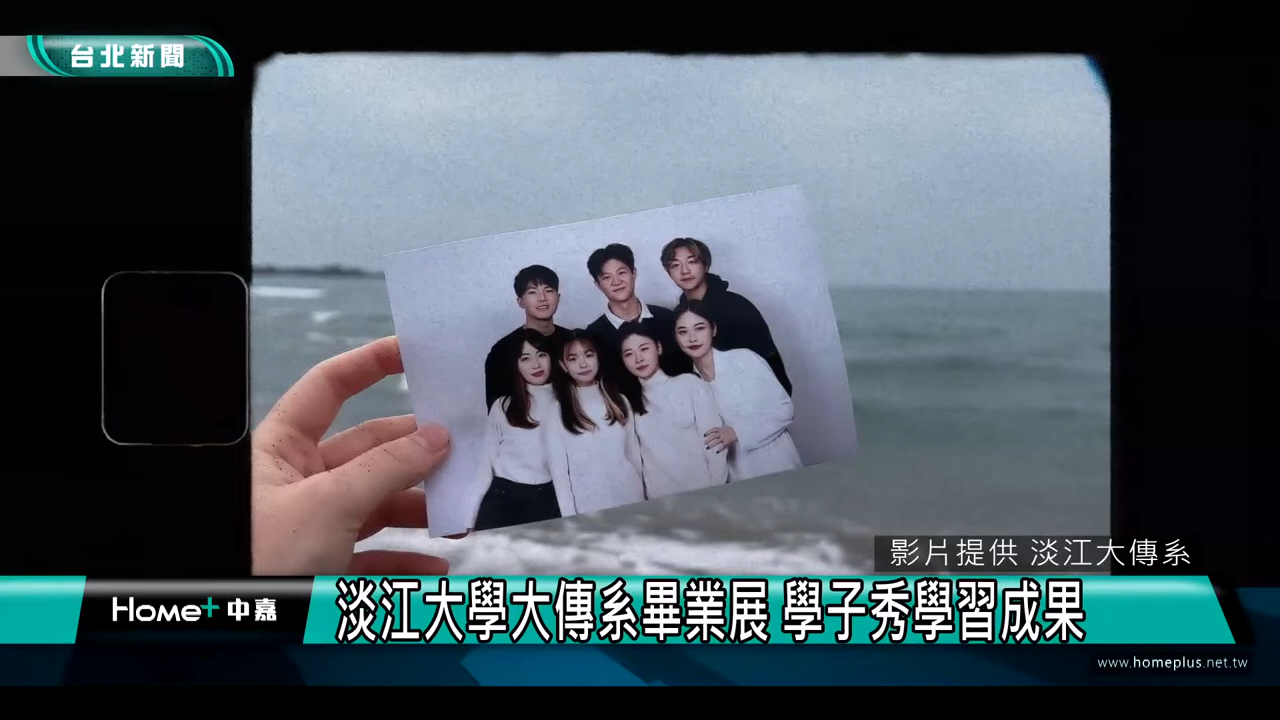 台北新聞
影片提供 淡江大傳系
Home+中嘉
淡江大學大傳系畢業展 學子秀學習成果
www.homeplus.net.tw